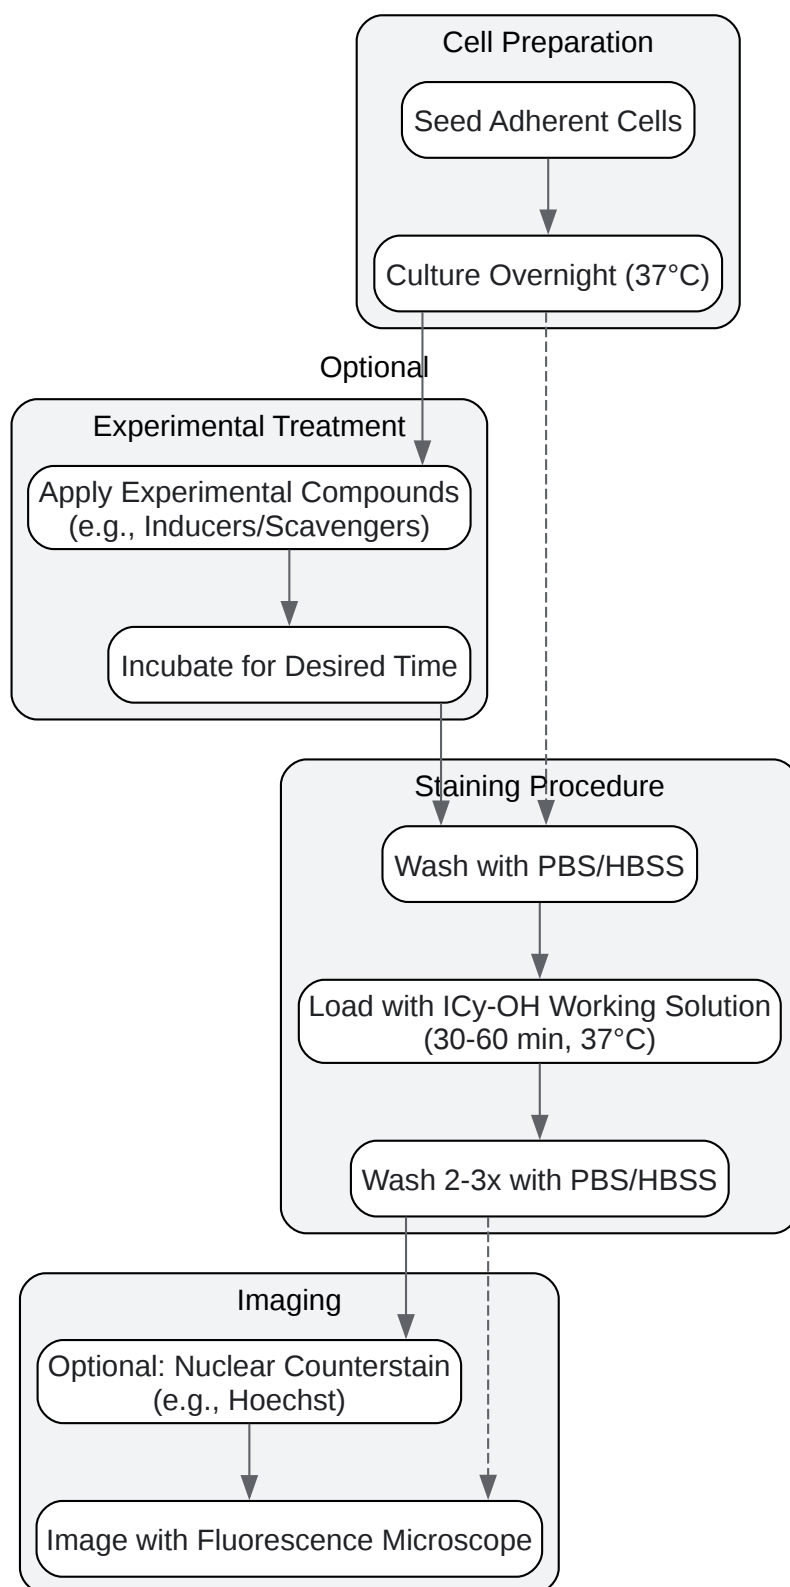 Cell Preparation
Seed Adherent Cells
Culture Overnight (37°C)
Optional
Experimental Treatment
Apply Experimental Compounds
(e.g., Inducers/Scavengers)
Incubate for Desired Time
Staining Procedure
Wash with PBS/HBSS
Load with ICy-OH Working Solution
(30-60 min, 37°C)
Wash 2-3x with PBS/HBSS
Imaging
Optional: Nuclear Counterstain
(e.g., Hoechst)
Image with Fluorescence Microscope